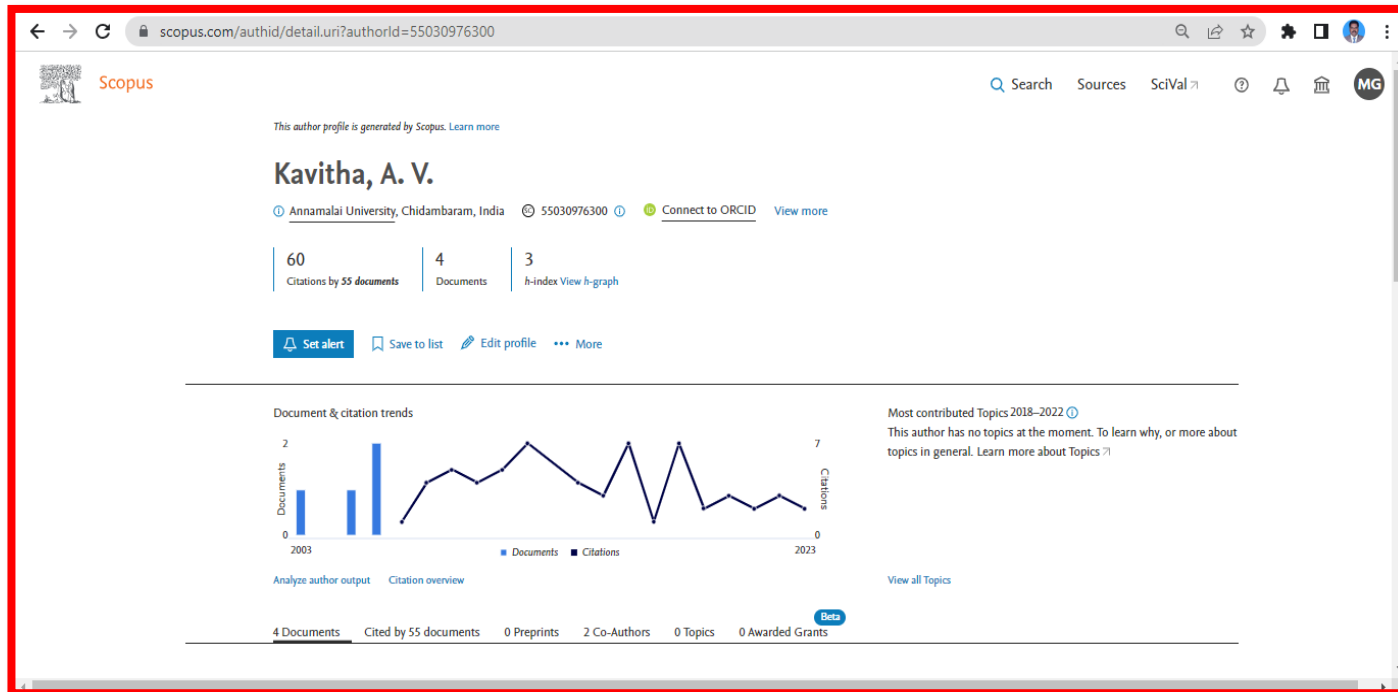 scopus.com/authid/detail.uri?authorId=55030976300
Scopus
Search Sources SciVal MG
This author profile is generated by Scopus. Learn more
Kavitha, A. V.
Annamalai University, Chidambaram, India SC 55030976300 Connect to ORCID View more
60 4 3
Citations by 55 documents Documents h-index View h-graph
Set alert Save to list Edit profile More
Document & citation trends
2 7
Documents Citations
0 0
2003 2023
Documents Citations
Analyze author output Citation overview
Most contributed Topics 2018–2022
This author has no topics at the moment. To learn why, or more about
topics in general. Learn more about Topics
View all Topics
Beta
4 Documents Cited by 55 documents 0 Preprints 2 Co-Authors 0 Topics 0 Awarded Grants